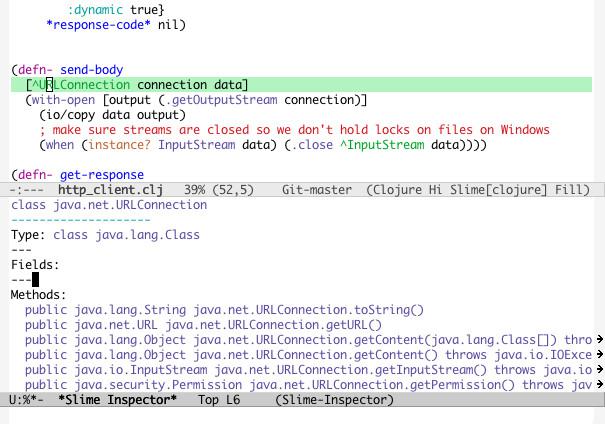 :dynamic true}
*response-code* nil)
(defn- send-body
[^URLConnection connection data]
(with-open [output (.getOutputStream connection)]
(io/copy data output)
; make sure streams are closed so we don't hold locks on files on Windows
(when (instance? InputStream data) (.close ^InputStream data))))
(defn- get-response
-:--- http_client.clj 39% (52,5) Git-master (Clojure Hi Slime[clojure] Fill)
class java.net.URLConnection
--------------------
Type: class java.lang.Class
---
Fields:
---
Methods:
public java.lang.String java.net.URLConnection.toString()
public java.net.URL java.net.URLConnection.getURL()
public java.lang.Object java.net.URLConnection.getContent(java.lang.Class[]) thro
public java.lang.Object java.net.URLConnection.getContent() throws java.io.IOExce
public java.io.InputStream java.net.URLConnection.getInputStream() throws java.io
public java.security.Permission java.net.URLConnection.getPermission() throws jav
U:%*- *Slime Inspector* Top L6 (Slime-Inspector)